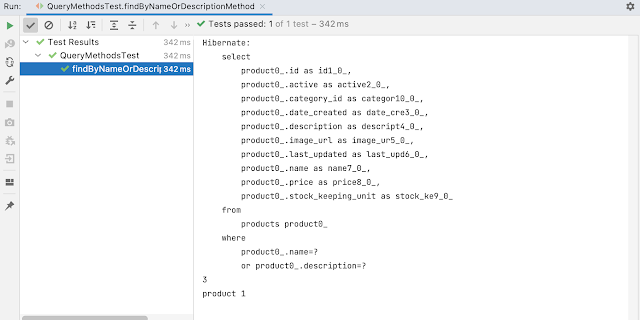 Run: QueryMethodsTest.findByNameOrDescriptionMethod ×
» Tests passed: 1 of 1 test – 342 ms
Test Results 342 ms
QueryMethodsTest 342 ms
findByNameOrDescrip 342 ms
Hibernate:
    select
        product0_.id as id1_0_,
        product0_.active as active2_0_,
        product0_.category_id as categor10_0_,
        product0_.date_created as date_cre3_0_,
        product0_.description as descript4_0_,
        product0_.image_url as image_ur5_0_,
        product0_.last_updated as last_upd6_0_,
        product0_.name as name7_0_,
        product0_.price as price8_0_,
        product0_.stock_keeping_unit as stock_ke9_0_
    from
        products product0_
    where
        product0_.name=?
        or product0_.description=?
3
product 1